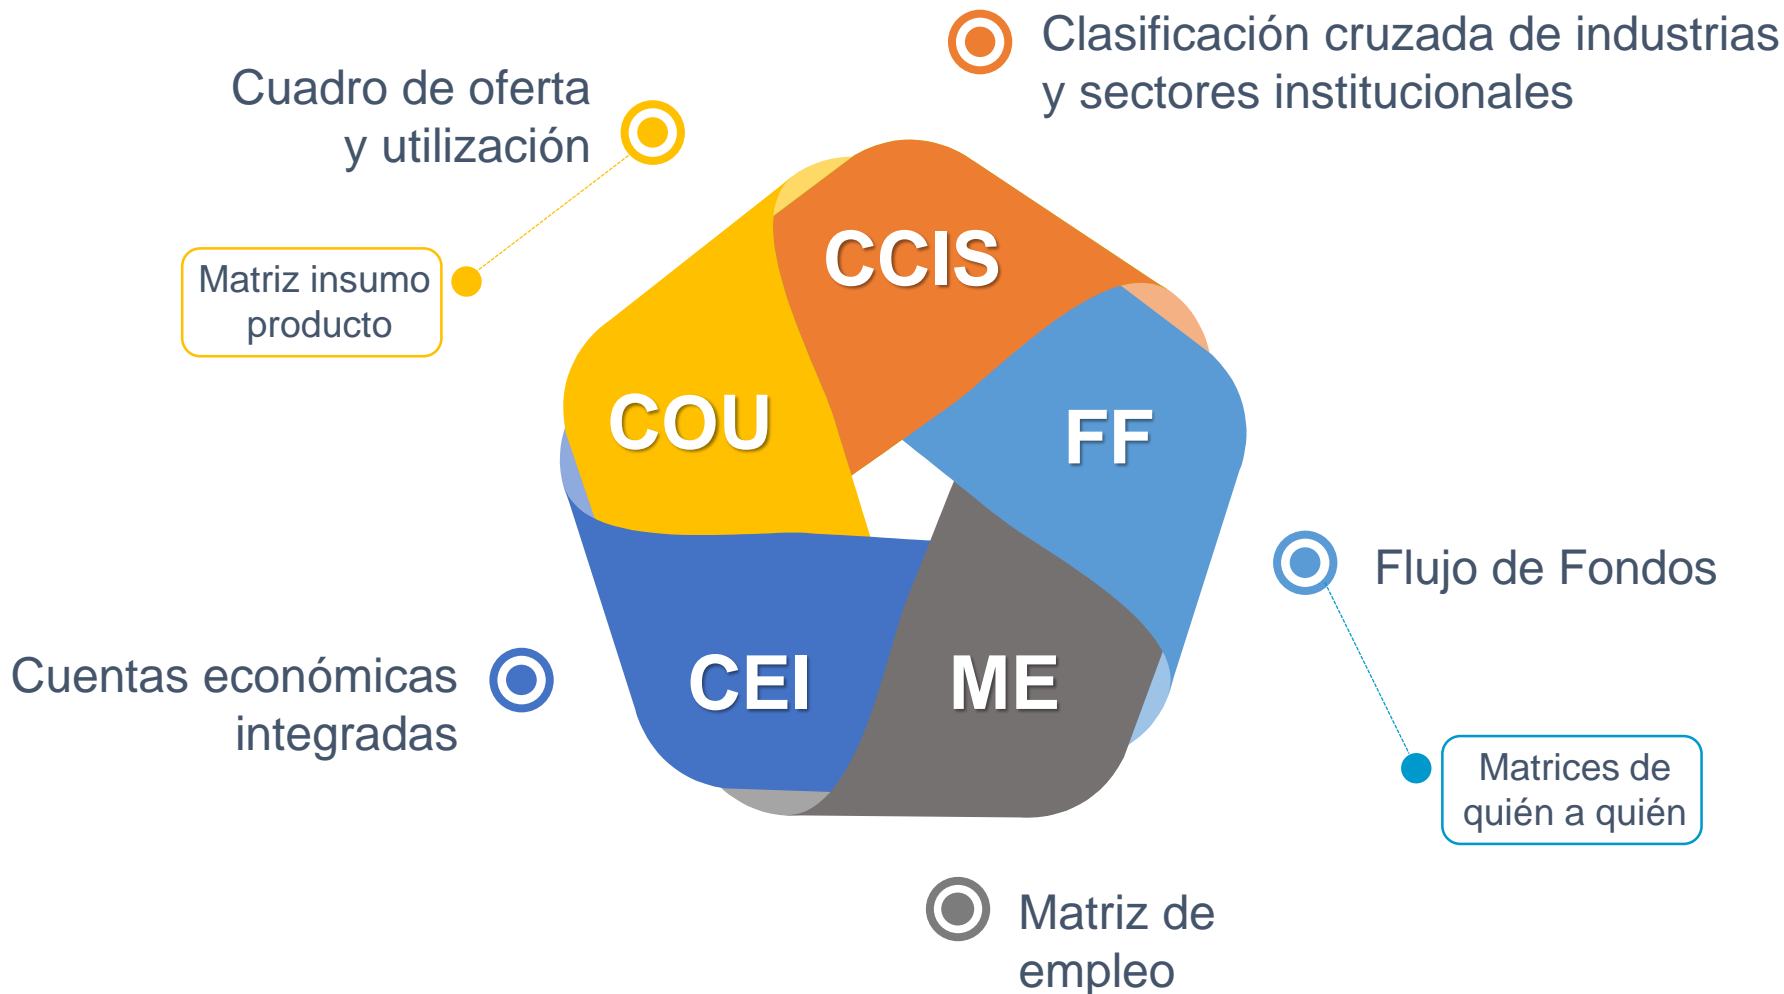 Clasificación cruzada de industrias
y sectores institucionales
Cuadro de oferta
y utilización
Matriz insumo
producto
CCIS
COU
FF
CEI
ME
Flujo de Fondos
Cuentas económicas
integradas
Matrices de
quién a quién
Matriz de
empleo